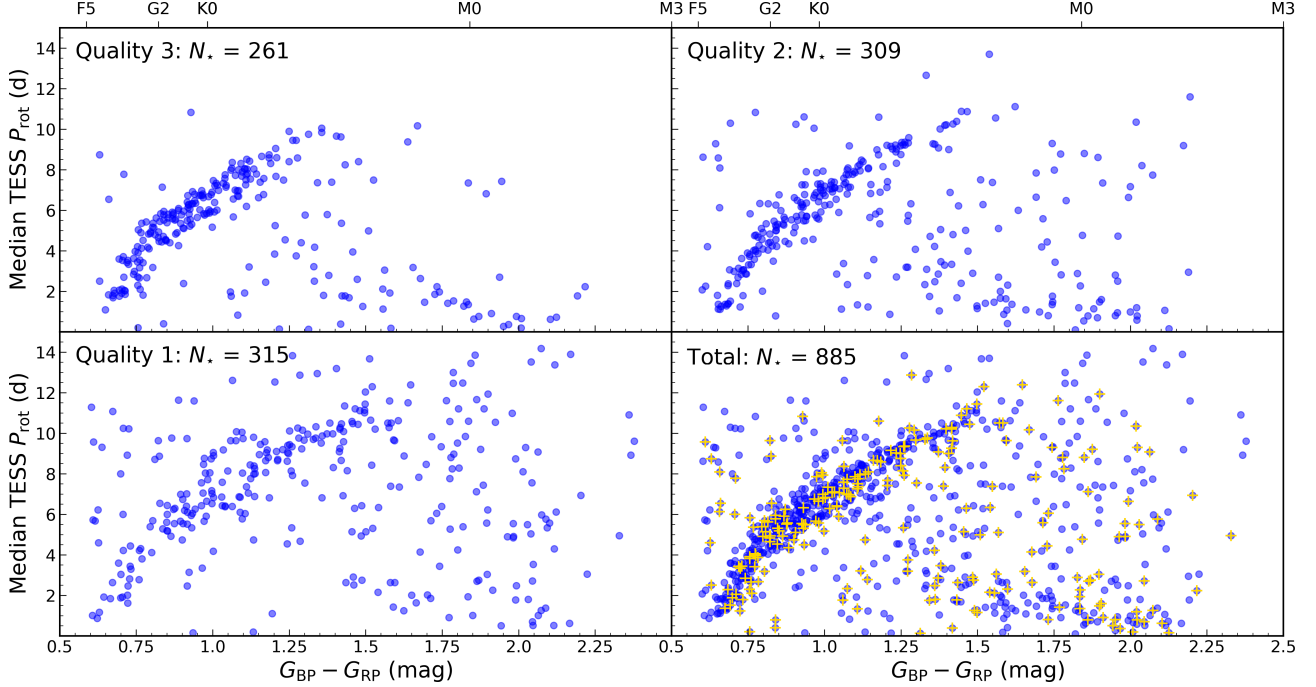 F5 G2 K0 M0 M3 F5 G2 K0 M0 M3
Quality 3: N⋆ = 261
Quality 2: N⋆ = 309
14
12
10
8
6
4
2
Median TESS Prot (d)
Quality 1: N⋆ = 315
Total: N⋆ = 885
14
12
10
8
6
4
2
Median TESS Prot (d)
0.5 0.75 1.0 1.25 1.5 1.75 2.0 2.25 0.5 0.75 1.0 1.25 1.5 1.75 2.0 2.25 2.5
GBP − GRP (mag) GBP − GRP (mag)